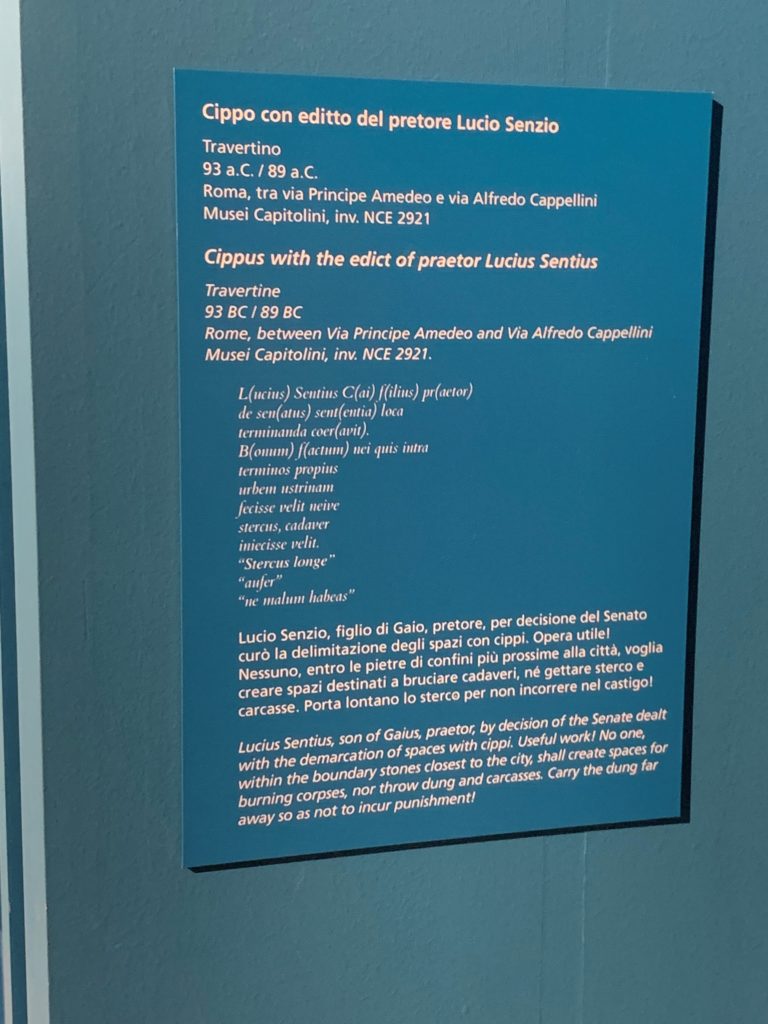 Cippo con editto del pretore Lucio Senzio
Travertino
93 a.C. / 89 a.C.
Roma, tra via Principe Amedeo e via Alfredo Cappellini
Musei Capitolini, inv. NCE 2921
Cippus with the edict of praetor Lucius Sentius
Travertine
93 BC / 89 BC
Rome, between Via Principe Amedeo and Via Alfredo Cappellini
Musei Capitolini, inv. NCE 2921.
L(ucius) Sentius C(ai) f(ilius) pr(aetor)
de sen(atus) sent(entia) loca
terminanda coer(avit).
B(onum) f(actum) nei quis intra
terminos propius
urbem ustrinam
fecisse velit neive
stercus, cadaver
iniecisse velit.
“Stercus longe”
“aufer”
“ne malum habeas”
Lucio Senzio, figlio di Gaio, pretore, per decisione del Senato
curò la delimitazione degli spazi con cippi. Opera utile!
Nessuno, entro le pietre di confini più prossime alla città, voglia
creare spazi destinati a bruciare cadaveri, né gettare sterco e
carcasse. Porta lontano lo sterco per non incorrere nel castigo!
Lucius Sentius, son of Gaius, praetor, by decision of the Senate dealt
with the demarcation of spaces with cippi. Useful work! No one,
within the boundary stones closest to the city, shall create spaces for
burning corpses, nor throw dung and carcasses. Carry the dung far
away so as not to incur punishment!